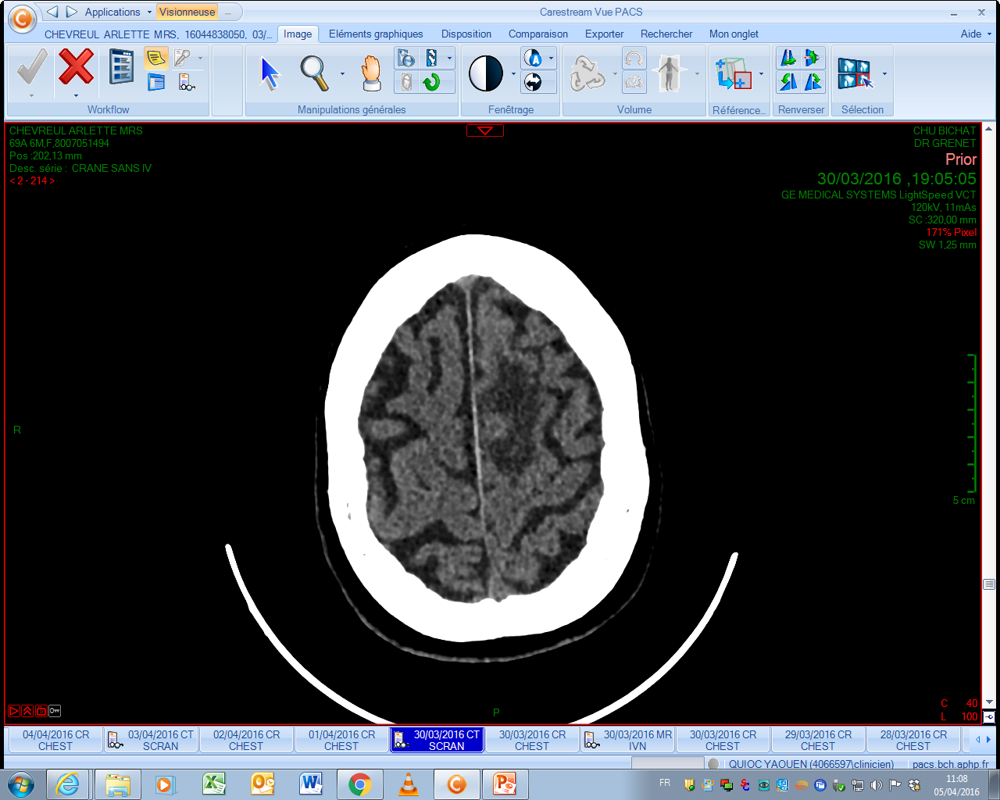 Applications Visionneuse
Carestream Vue PACS
CHEVREUL ARLETTE MRS, 16044838050, 03/...
Image
Eléments graphiques
Disposition
Comparaison
Exporter
Rechercher
Mon onglet
Aide
Workflow
Manipulations générales
Fenêtrage
Volume
Référence...
Renverser
Sélection
CHEVREUL ARLETTE MRS
69A 6M,F,8007051494
Pos :202,13 mm
Desc. série : CRANE SANS IV
< 2 - 214 >
CHU BICHAT
DR GRENET
Prior
30/03/2016 ,19:05:05
GE MEDICAL SYSTEMS LightSpeed VCT
120kV, 11mAs
SC :320,00 mm
171% Pixel
SW 1,25 mm
R
5 cm
P
C 40
L 100
04/04/2016 CR
CHEST
03/04/2016 CT
SCRAN
02/04/2016 CR
CHEST
01/04/2016 CR
CHEST
30/03/2016 CT
SCRAN
30/03/2016 CR
CHEST
30/03/2016 MR
IVN
30/03/2016 CR
CHEST
29/03/2016 CR
CHEST
28/03/2016 CR
CHEST
QUIOC YAOUEN (4066597\clinicien)
pacs.bch.aphp.fr
FR
11:08
05/04/2016